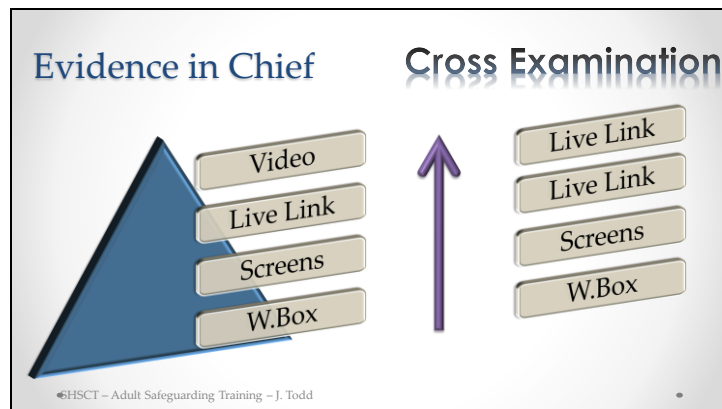 Evidence in Chief
Cross Examination
Video
Live Link
Screens
W.Box
Live Link
Live Link
Screens
W.Box
SHSCT – Adult Safeguarding Training – J. Todd